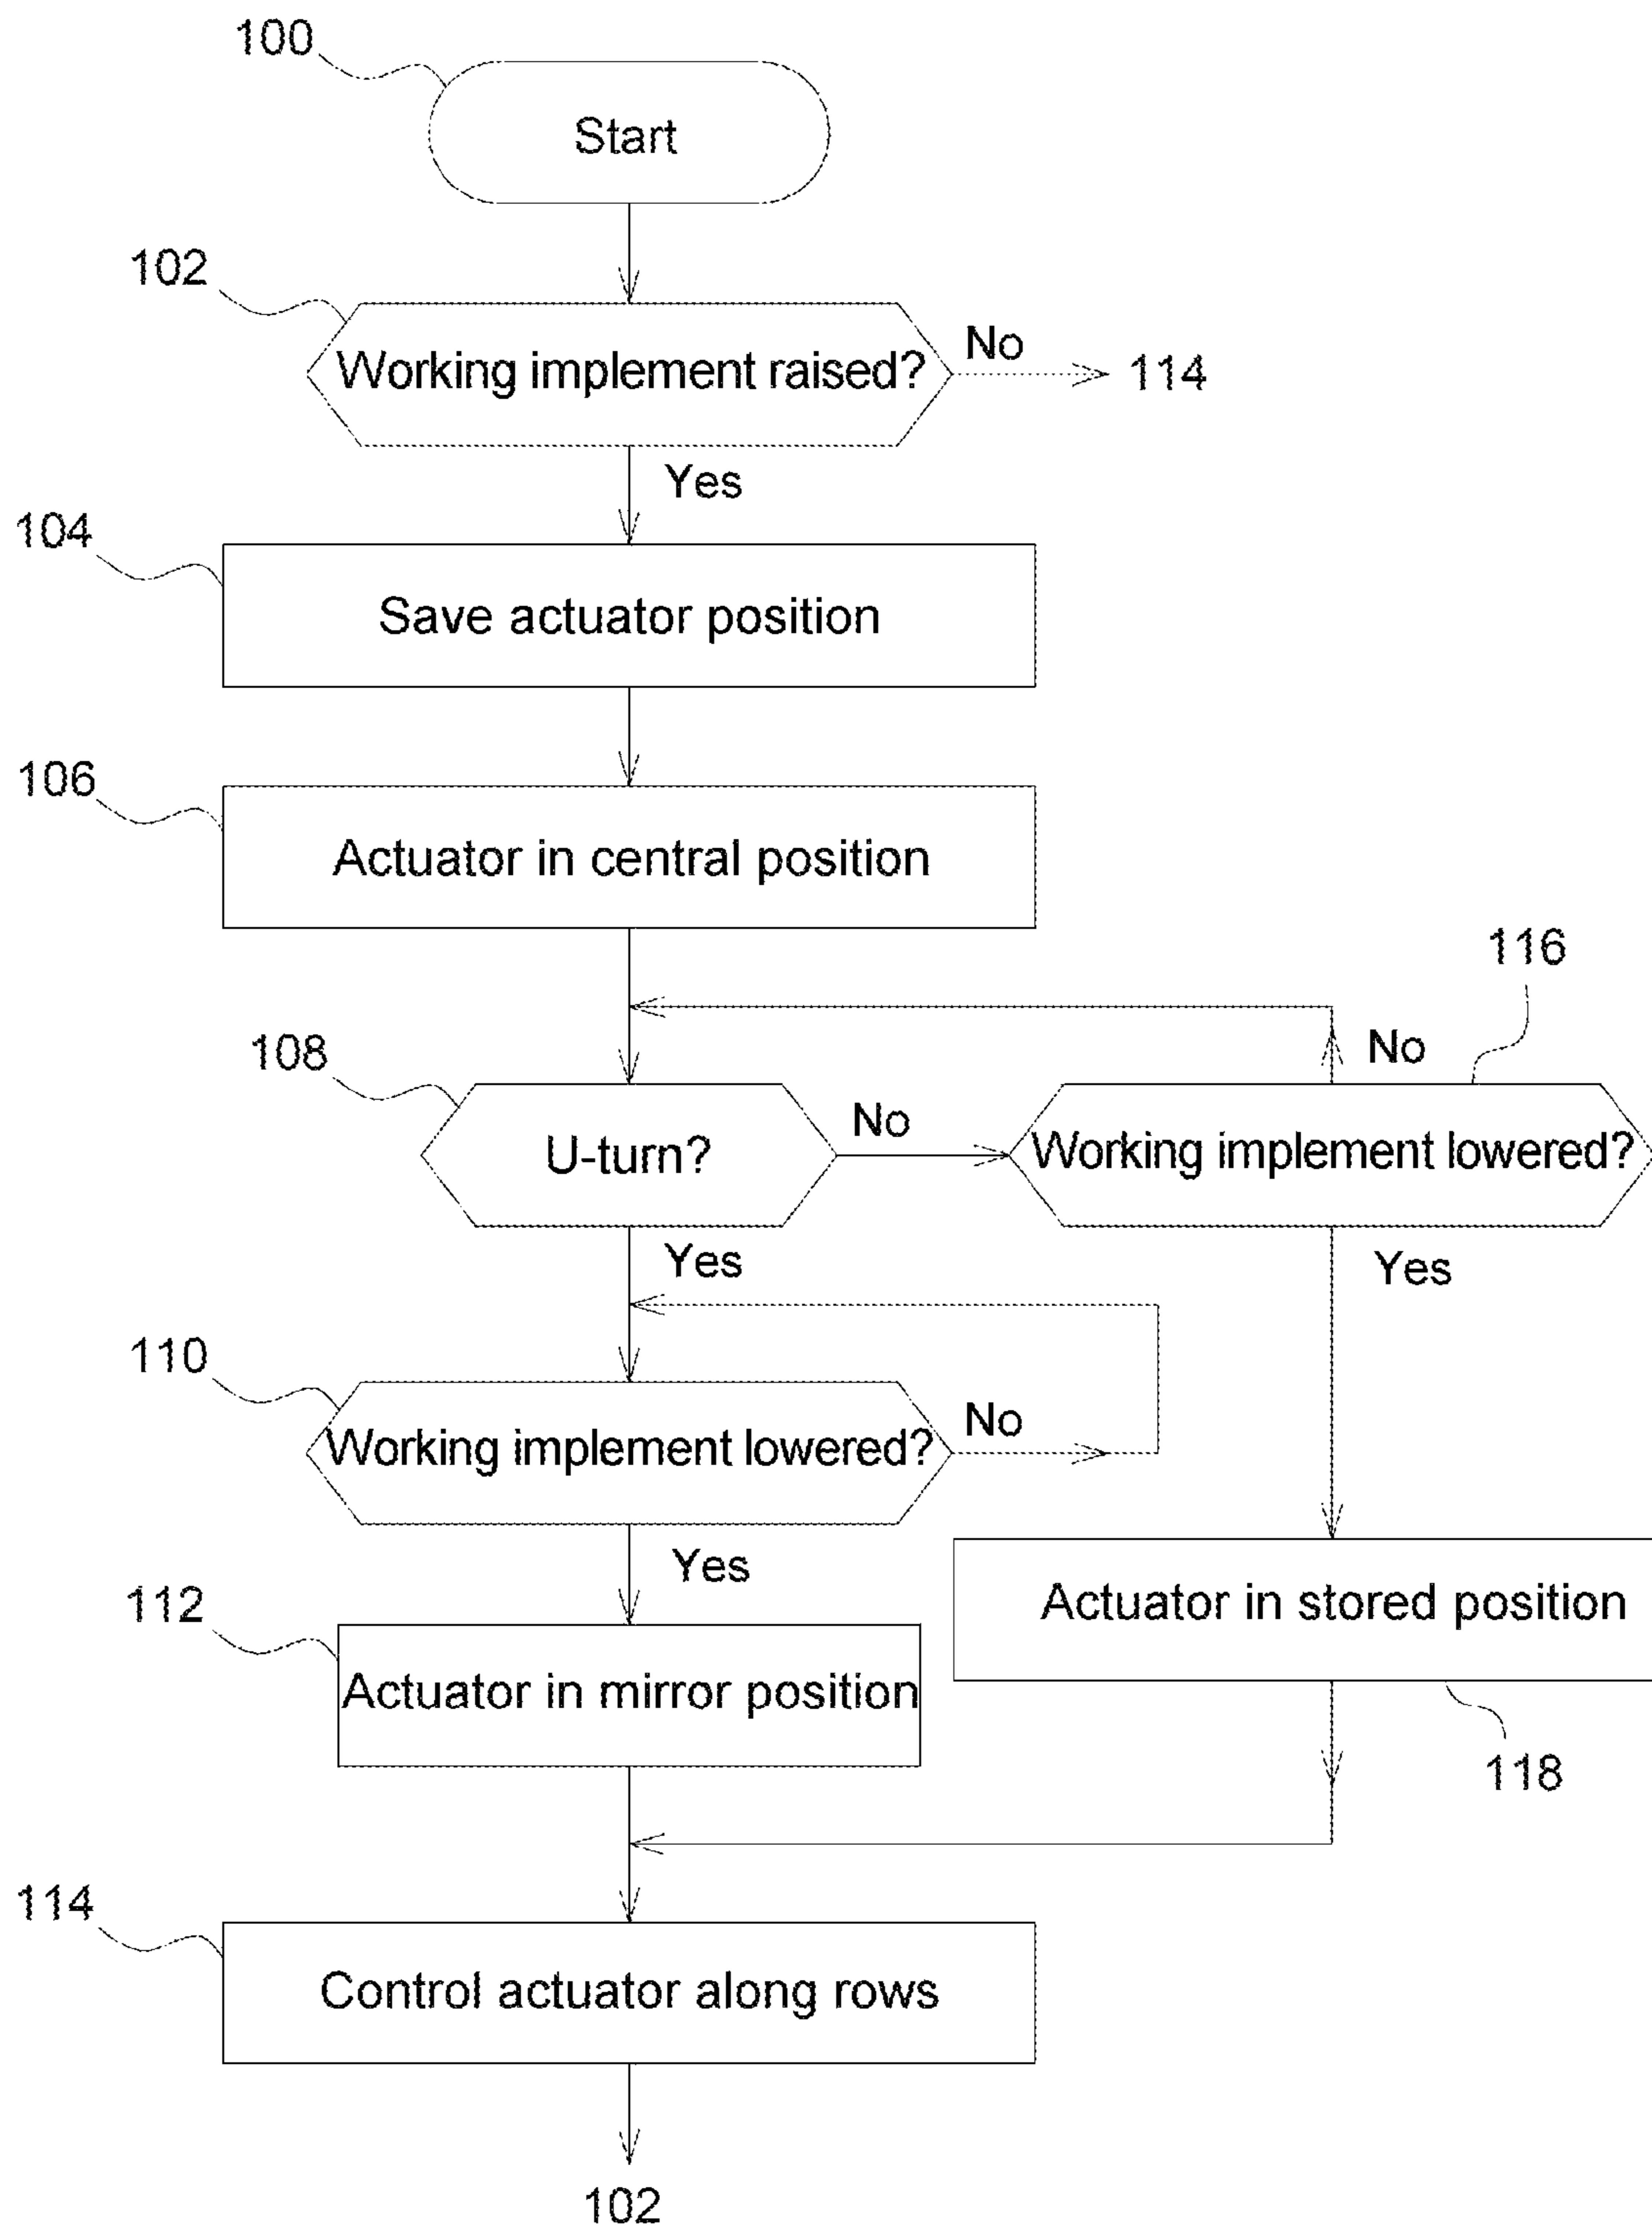 100
Start
102
Working implement raised?
No
114
Yes
104
Save actuator position
106
Actuator in central position
116
No
108
U-turn?
No
Working implement lowered?
Yes
Yes
110
Working implement lowered?
No
Yes
112
Actuator in mirror position
Actuator in stored position
118
114
Control actuator along rows
102